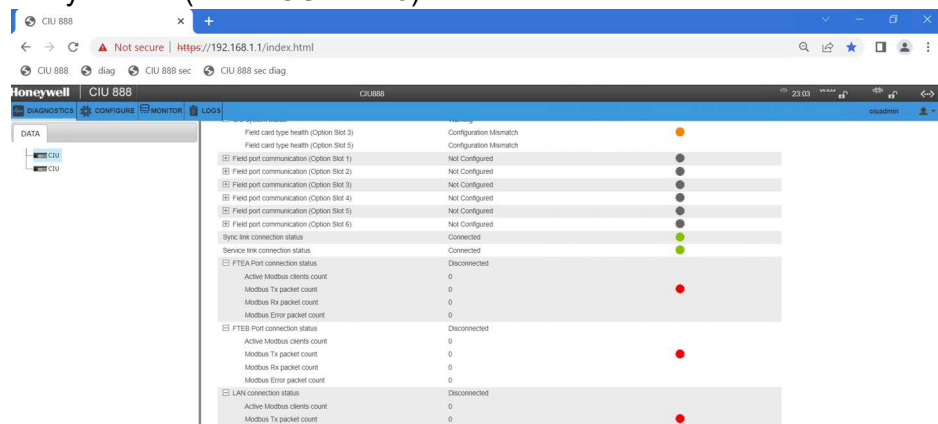 CIU 888
Not secure https://192.168.1.1/index.html
CIU 888 diag CIU 888 sec CIU 888 sec diag
Honeywell CIU 888 CIU888 23:03
DIAGNOSTICS CONFIGURE MONITOR LOGS ciuadmin
DATA
CIU
CIU
Field card type health (Option Slot 3) Configuration Mismatch
Field card type health (Option Slot 5) Configuration Mismatch
Field port communication (Option Slot 1) Not Configured
Field port communication (Option Slot 2) Not Configured
Field port communication (Option Slot 3) Not Configured
Field port communication (Option Slot 4) Not Configured
Field port communication (Option Slot 5) Not Configured
Field port communication (Option Slot 6) Not Configured
Sync link connection status Connected
Service link connection status Connected
FTEA Port connection status Disconnected
Active Modbus clients count 0
Modbus Tx packet count 0
Modbus Rx packet count 0
Modbus Error packet count 0
FTEB Port connection status Disconnected
Active Modbus clients count 0
Modbus Tx packet count 0
Modbus Rx packet count 0
Modbus Error packet count 0
LAN connection status Disconnected
Active Modbus clients count 0
Modbus Tx packet count 0